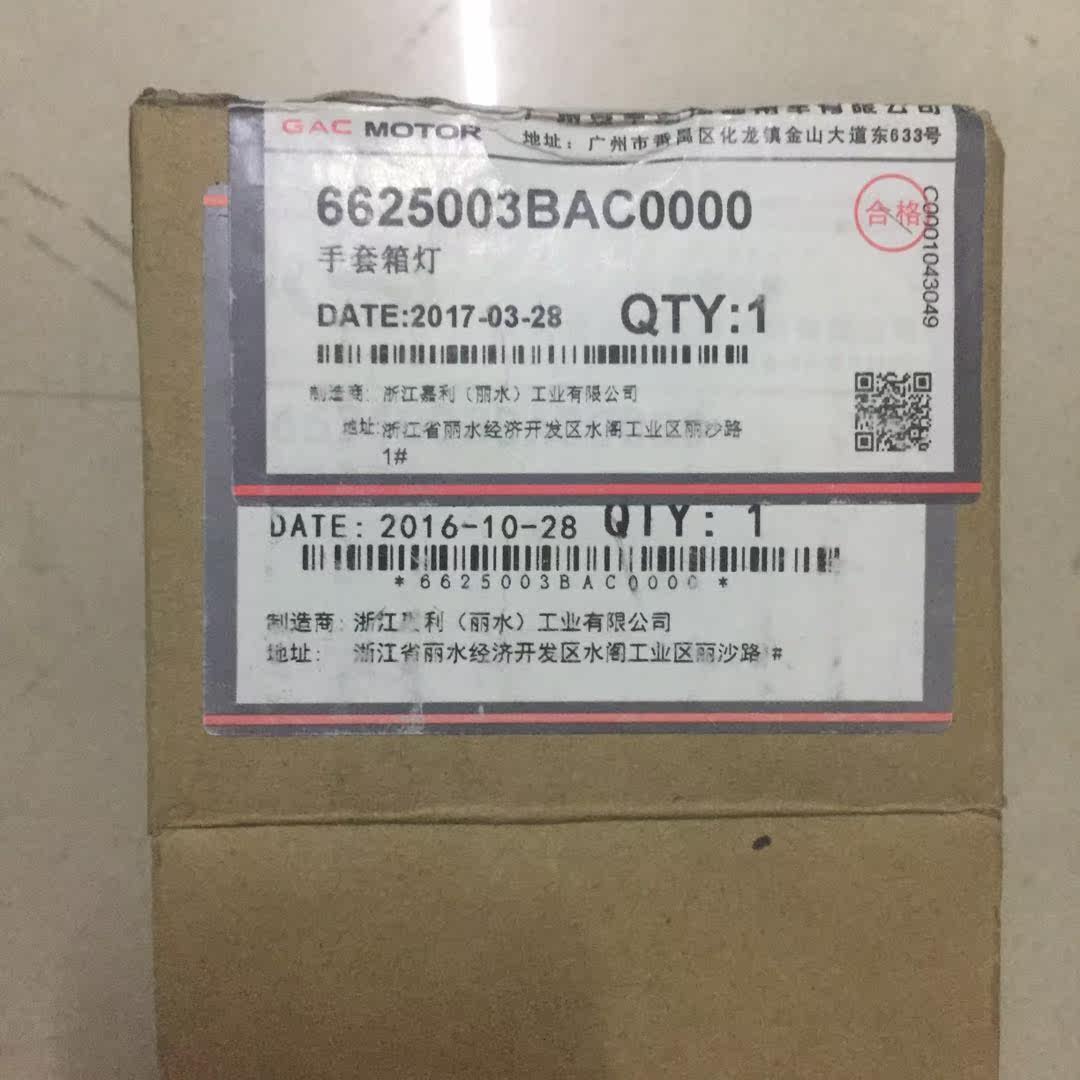 GAC MOTOR
地址：广州市番禺区化龙镇金山大道东633号
6625003BAC0000
合格
C0001043049
手套箱灯
DATE:2017-03-28 QTY:1
制造商: 浙江嘉利（丽水）工业有限公司
地址:浙江省丽水经济开发区水阁工业区丽沙路
1#
DATE: 2016-10-28 QTY: 1
*6625003BAC0000*
制造商: 浙江 利（丽水）工业有限公司
地址: 浙江省丽水经济开发区水阁工业区丽沙路 #